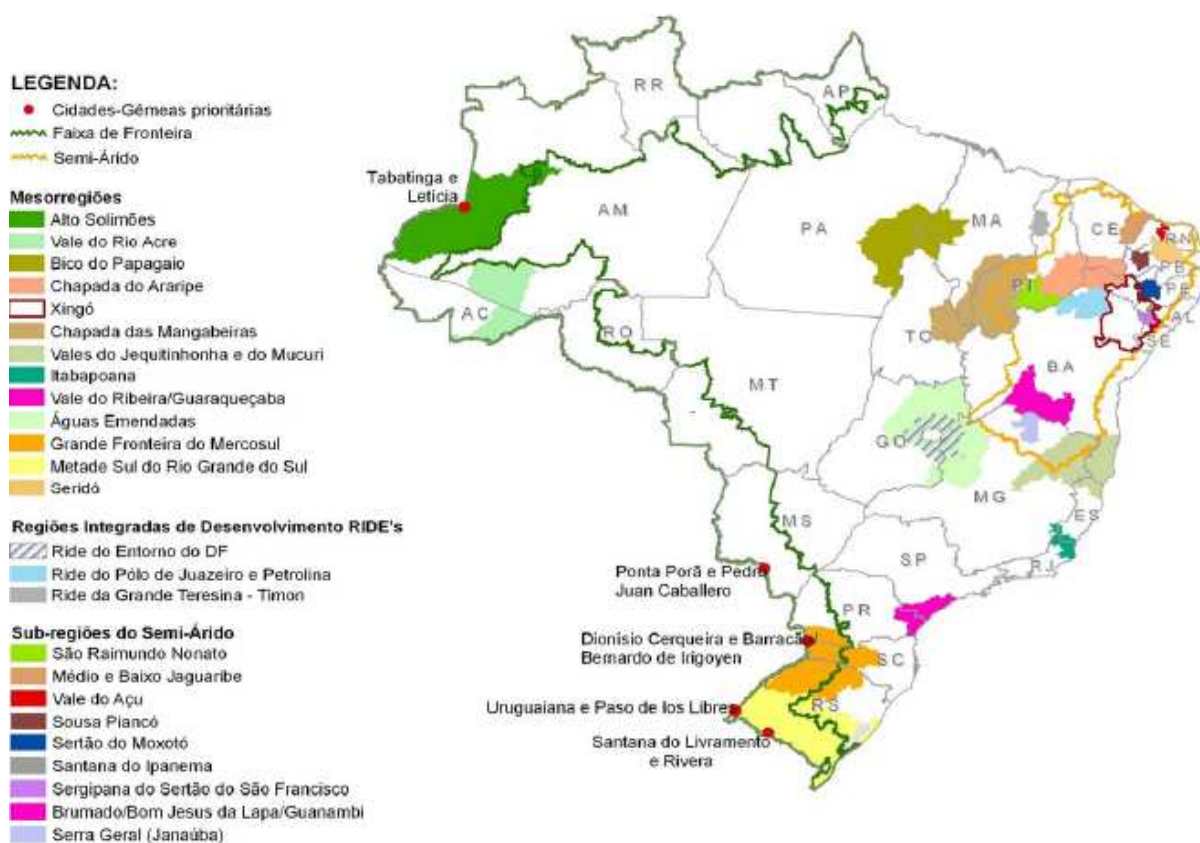 LEGENDA:
Cidades-Gêmeas prioritárias
Faixa de Fronteira
Semi-Árido
Mesorregiões
Alto Solimões
Vale do Rio Acre
Bico do Papagaio
Chapada do Araripe
Xingó
Chapada das Mangabeiras
Vales do Jequitinhonha e do Mucuri
Itabapoana
Vale do Ribeira/Guaraqueçaba
Águas Emendadas
Grande Fronteira do Mercosul
Metade Sul do Rio Grande do Sul
Seridó
Regiões Integradas de Desenvolvimento RIDE's
Ride do Entorno do DF
Ride do Pólo de Juazeiro e Petrolina
Ride da Grande Teresina - Timon
Sub-regiões do Semi-Árido
São Raimundo Nonato
Médio e Baixo Jaguaribe
Vale do Açu
Sousa Piancó
Sertão do Moxotó
Santana do Ipanema
Sergipana do Sertão do São Francisco
Brumado/Bom Jesus da Lapa/Guanambi
Serra Geral (Janaúba)
RR
AP
Tabatinga e
Letícia
AM
PA
MA
CE
RN
PB
PE
AL
SE
PI
TO
BA
AC
RO
MT
GO
MG
ES
MS
SP
RJ
Ponta Porã e Pedro
Juan Caballero
PR
Dionísio Cerqueira e Barracão/
Bernardo de Irigoyen
SC
RS
Uruguaiana e Paso de los Libres
Santana do Livramento
e Rivera